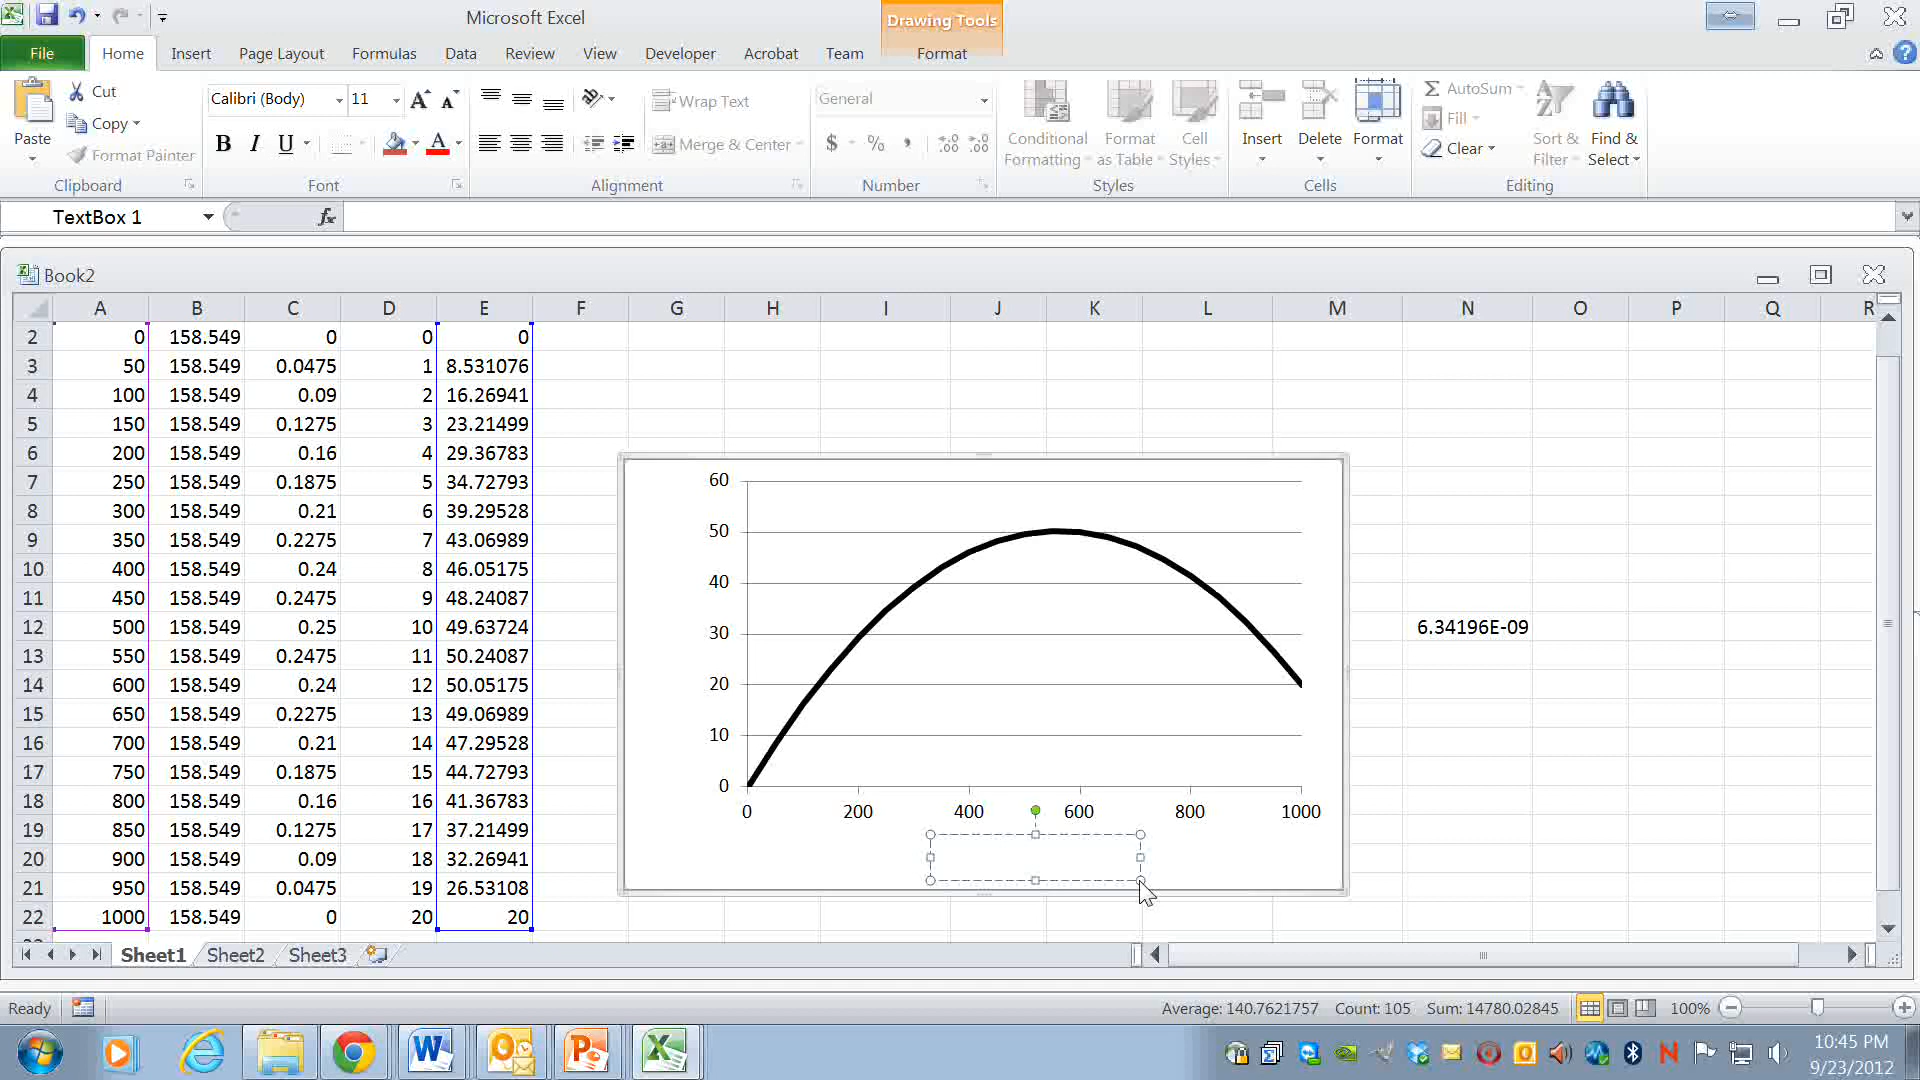 Microsoft Excel
Drawing Tools
File Home Insert Page Layout Formulas Data Review View Developer Acrobat Team Format
Paste
Cut
Copy
Format Painter
Clipboard
Calibri (Body) 11
B I U
Font
Wrap Text
Merge & Center
Alignment
General
$ % ,
Number
Conditional Formatting
Format as Table
Cell Styles
Styles
Insert
Delete
Format
Cells
AutoSum
Fill
Clear
Sort & Filter
Find & Select
Editing
TextBox 1
fx
Book2
A B C D E F G H I J K L M N O P Q R
2 0 158.549 0 0 0
3 50 158.549 0.0475 1 8.531076
4 100 158.549 0.09 2 16.26941
5 150 158.549 0.1275 3 23.21499
6 200 158.549 0.16 4 29.36783
7 250 158.549 0.1875 5 34.72793
8 300 158.549 0.21 6 39.29528
9 350 158.549 0.2275 7 43.06989
10 400 158.549 0.24 8 46.05175
11 450 158.549 0.2475 9 48.24087
12 500 158.549 0.25 10 49.63724
13 550 158.549 0.2475 11 50.24087
14 600 158.549 0.24 12 50.05175
15 650 158.549 0.2275 13 49.06989
16 700 158.549 0.21 14 47.29528
17 750 158.549 0.1875 15 44.72793
18 800 158.549 0.16 16 41.36783
19 850 158.549 0.1275 17 37.21499
20 900 158.549 0.09 18 32.26941
21 950 158.549 0.0475 19 26.53108
22 1000 158.549 0 20 20
60
50
40
30
20
10
0
0 200 400 600 800 1000
6.34196E-09
Sheet1 Sheet2 Sheet3
Ready
Average: 140.7621757 Count: 105 Sum: 14780.02845 100%
10:45 PM
9/23/2012